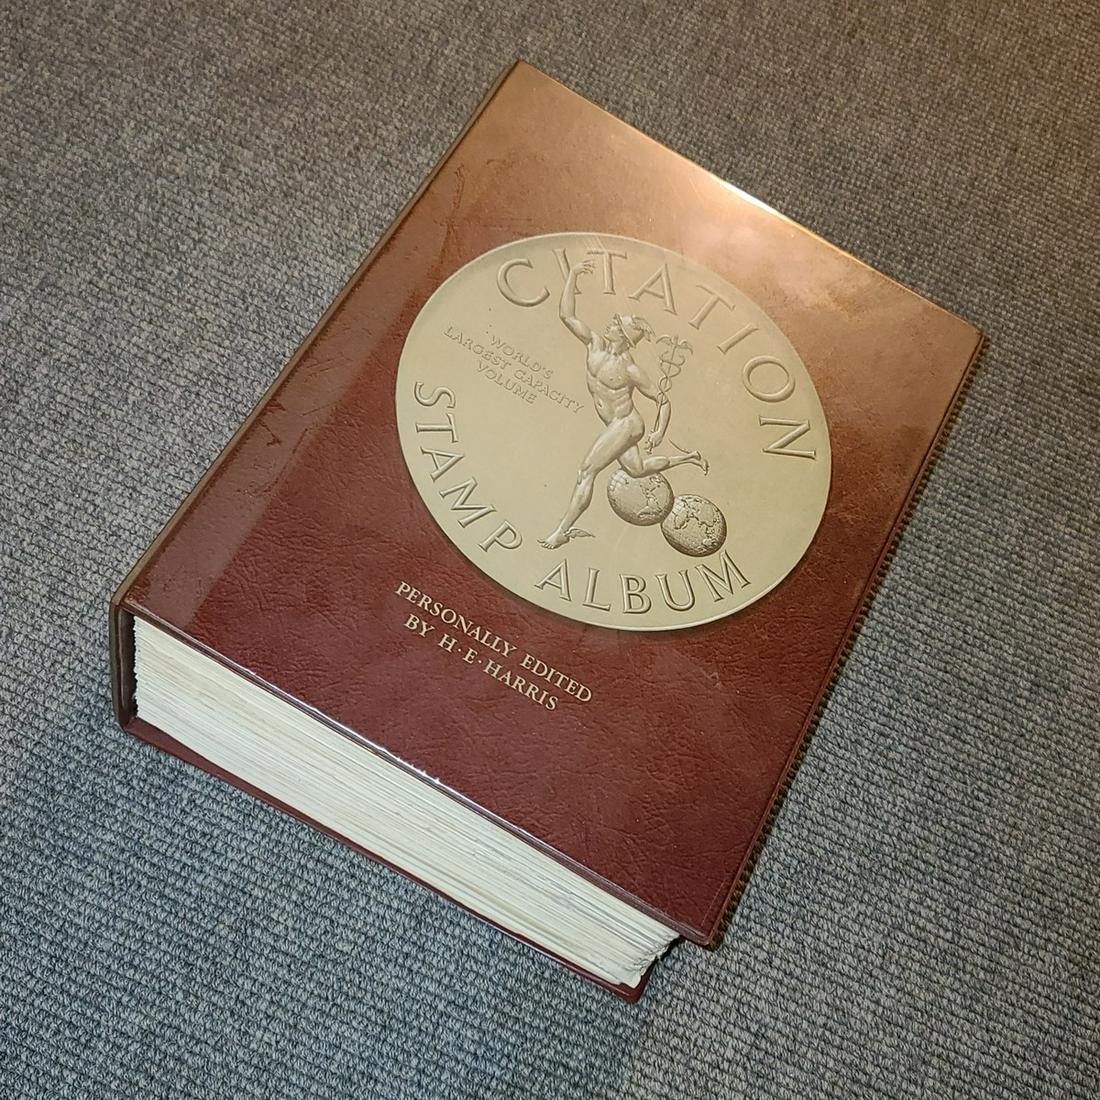 CITATION
WORLD'S
LARGEST CAPACITY
VOLUME
STAMP ALBUM
PERSONALLY EDITED
BY H·E·HARRIS